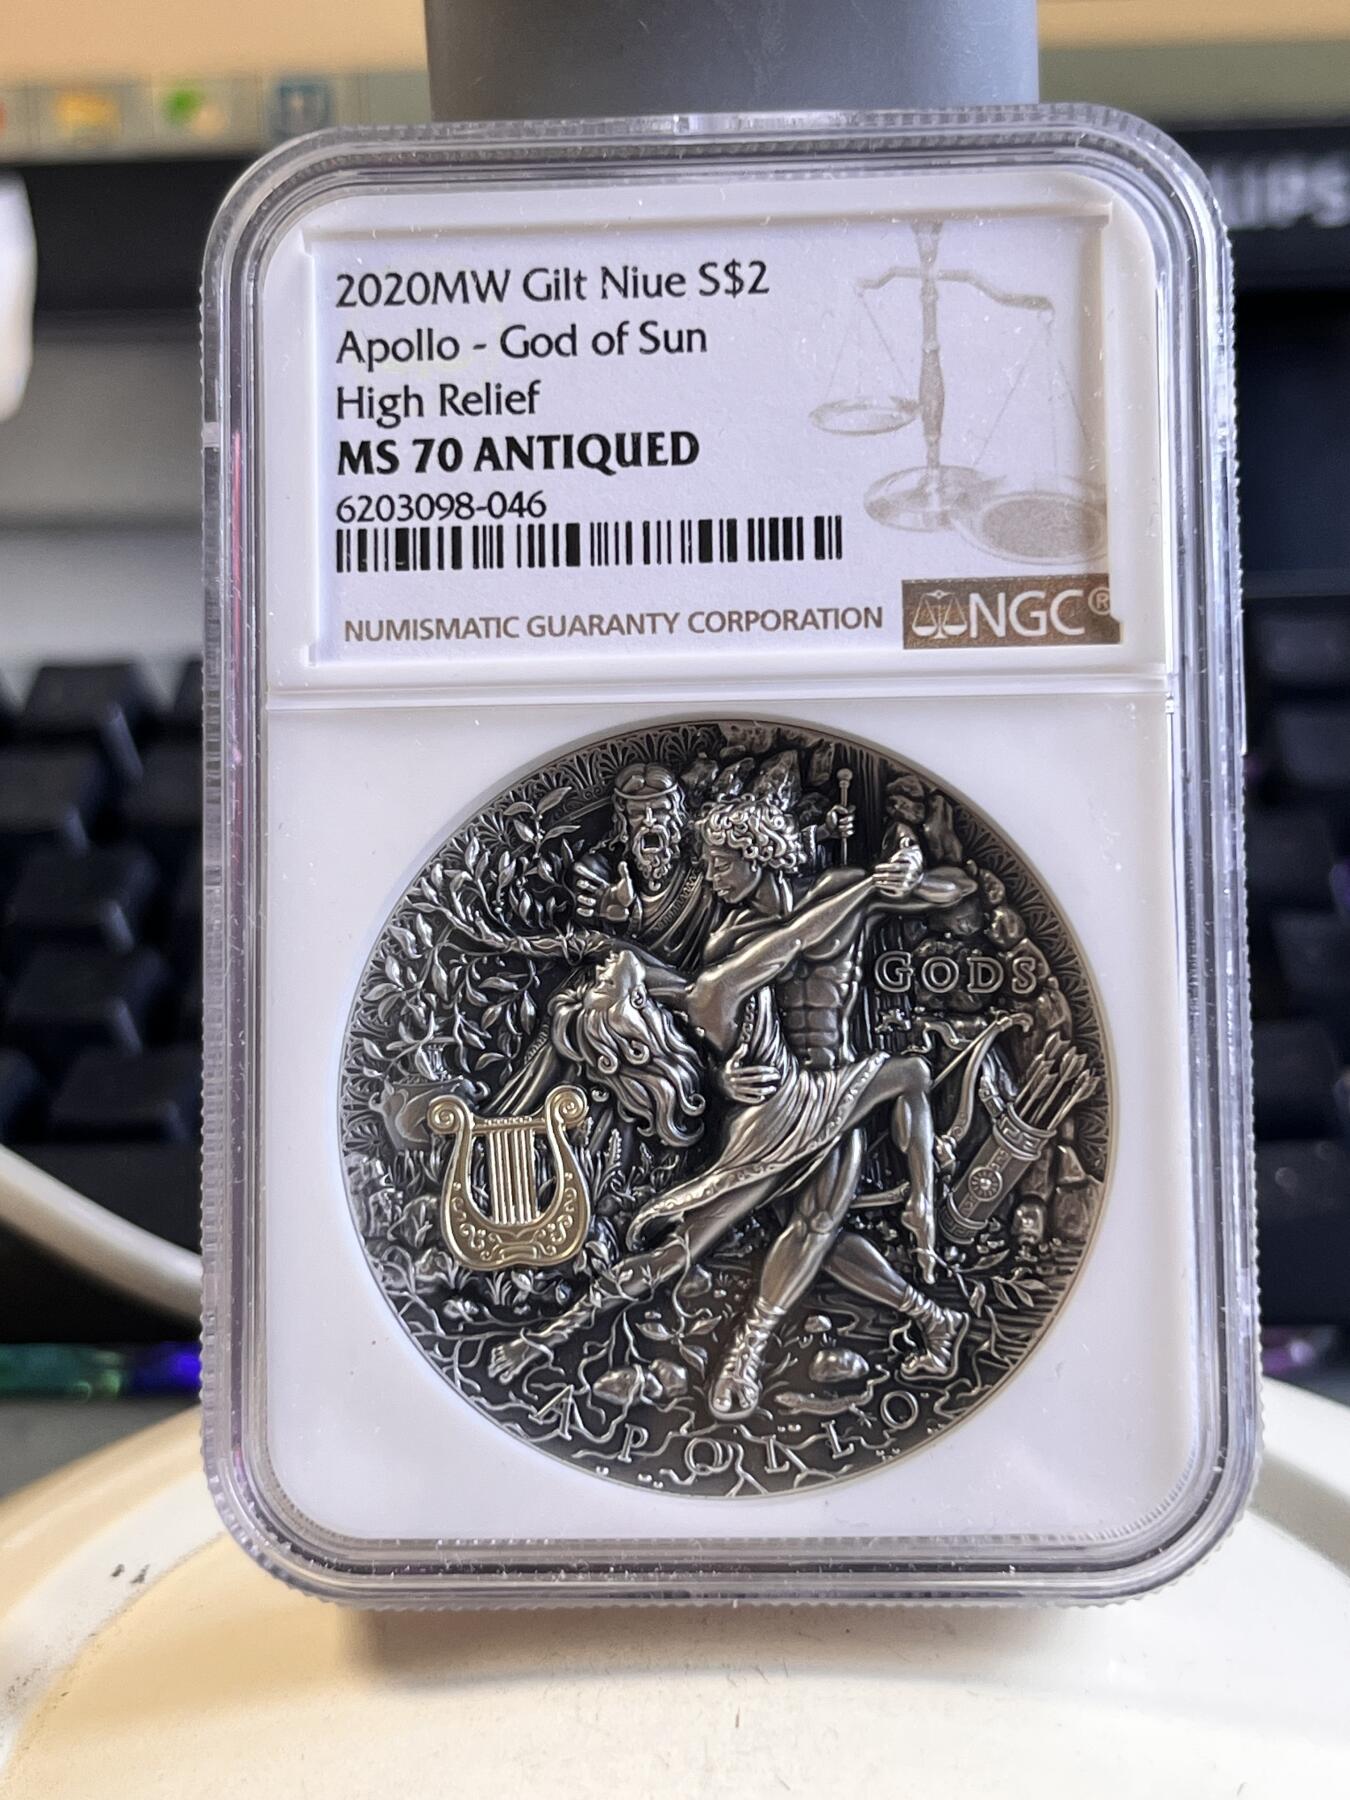 2020MW Gilt Niue S$2
Apollo - God of Sun
High Relief
MS 70 ANTIQUED
6203098-046
NUMISMATIC GUARANTY CORPORATION
NGC®
GODS
APOLLO